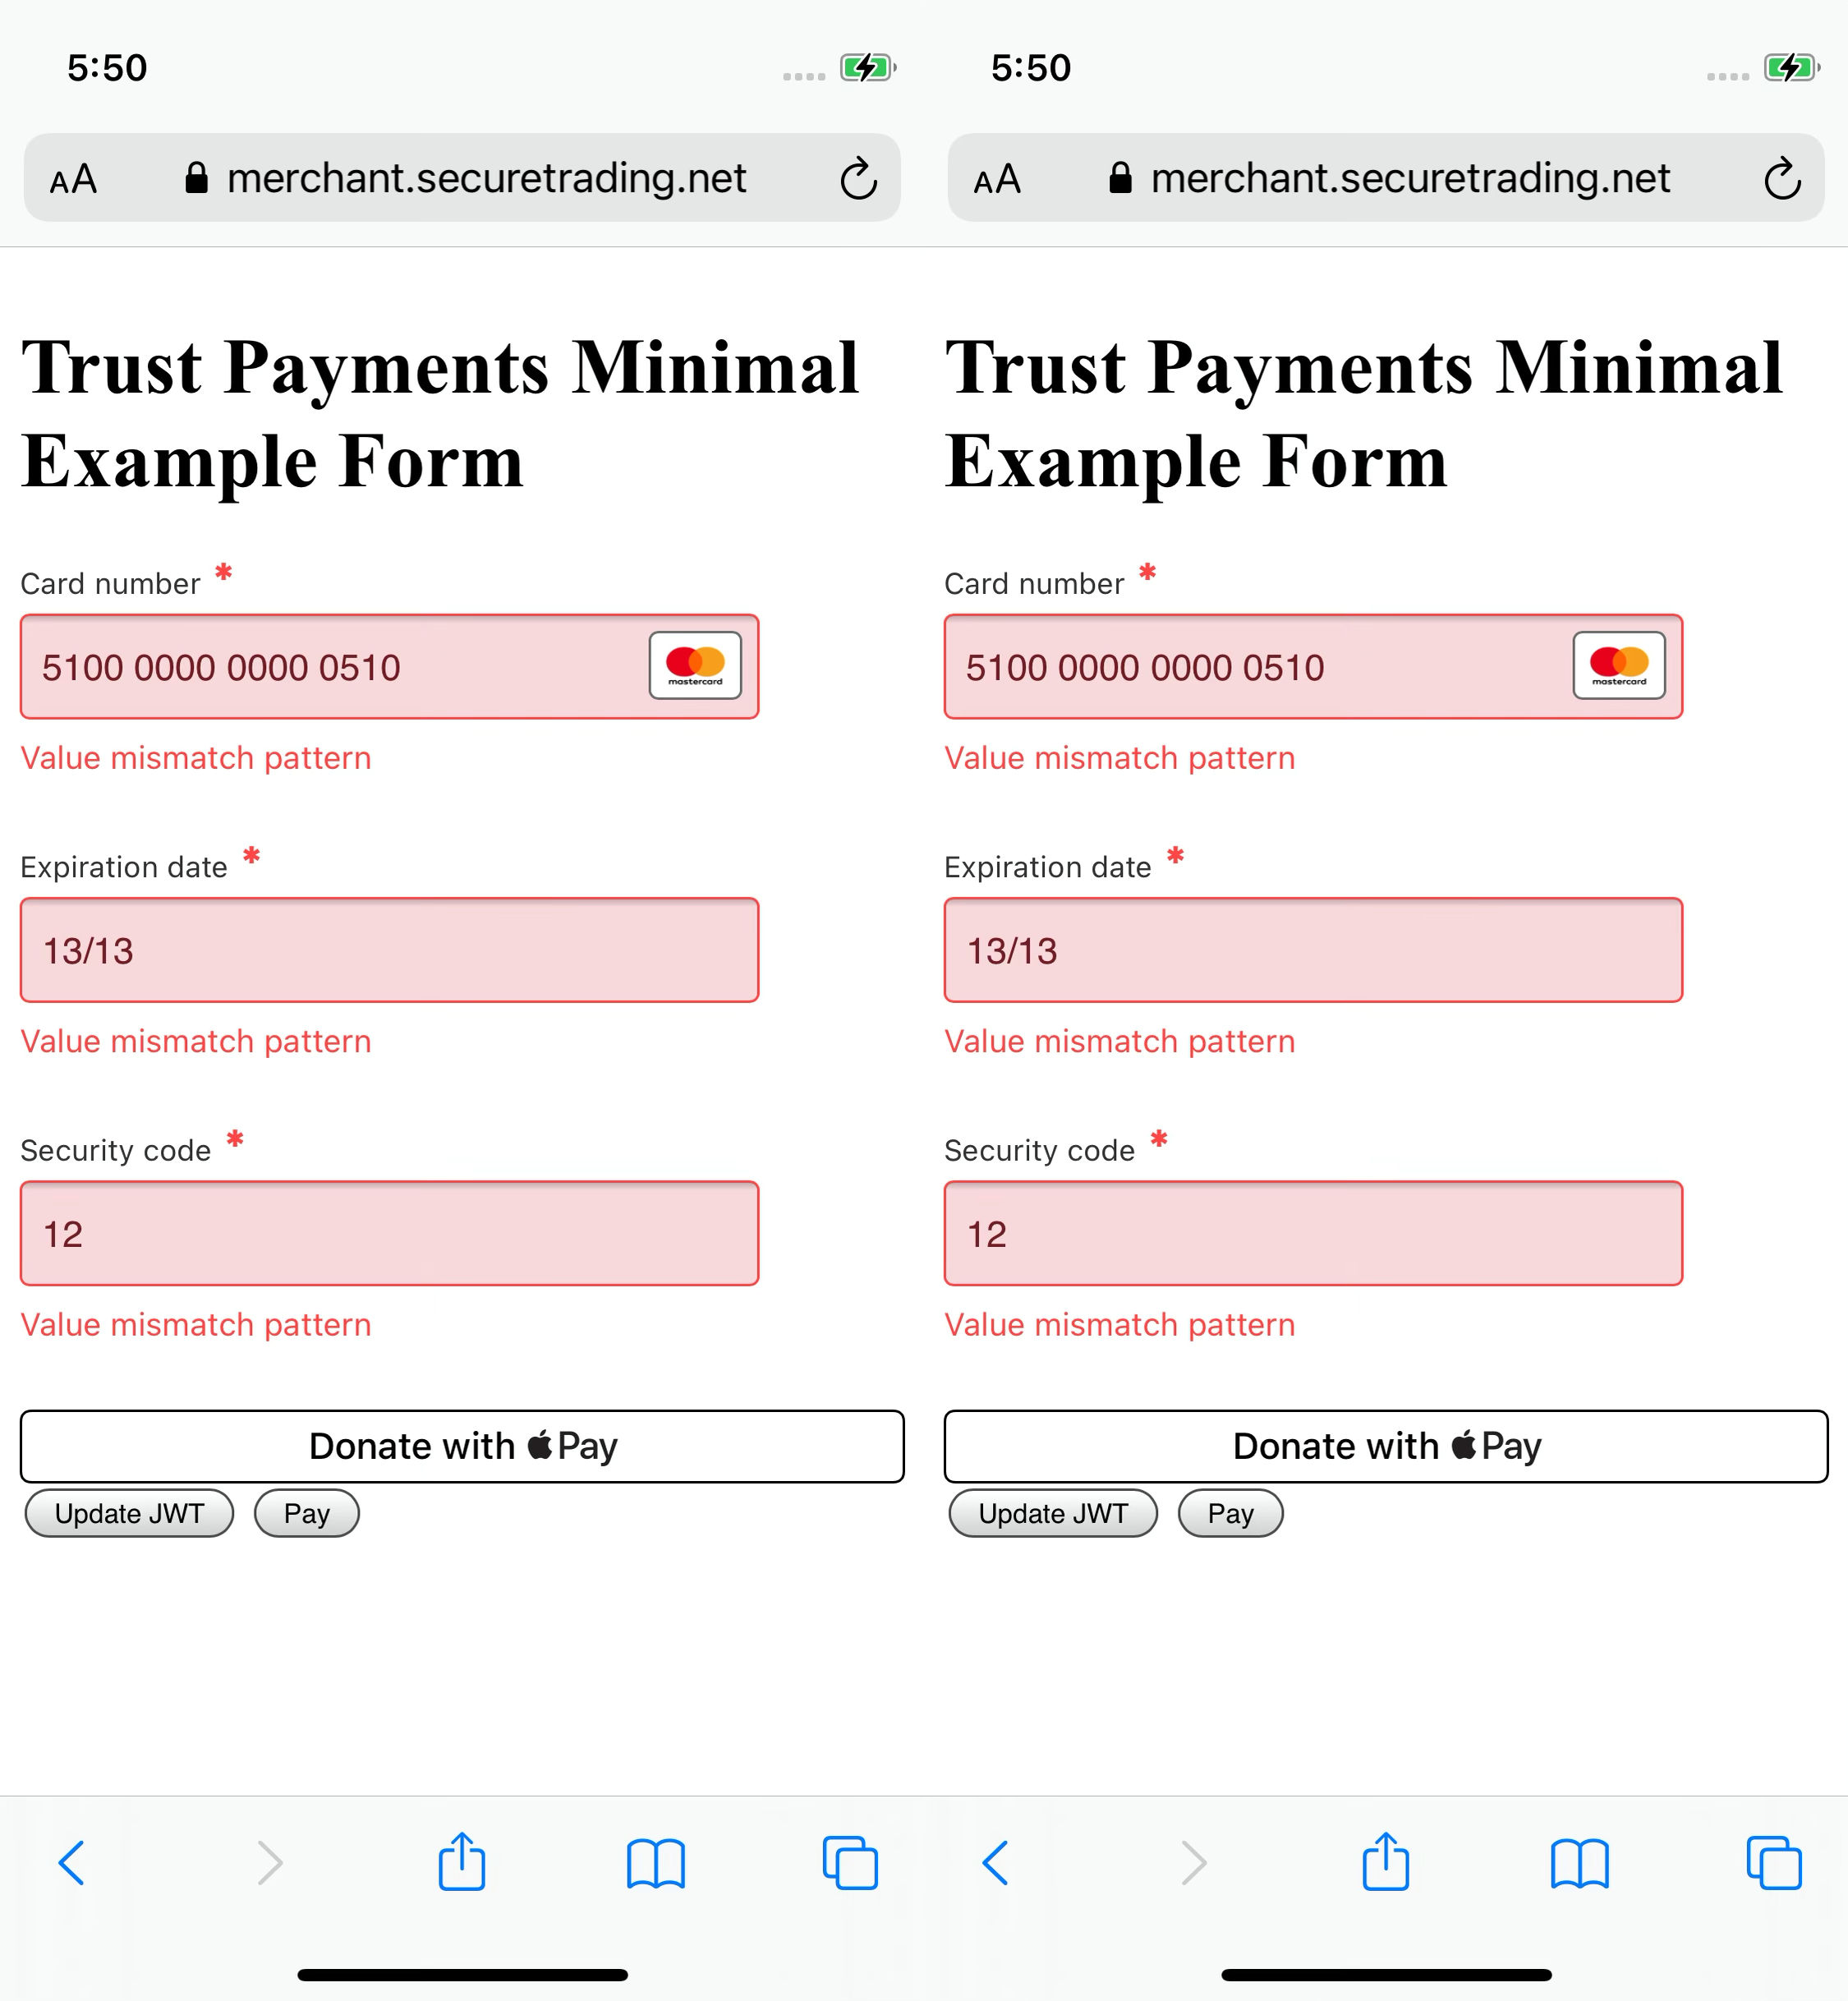 5:50
AA merchant.securetrading.net
Trust Payments Minimal
Example Form
Card number *
5100 0000 0000 0510 mastercard
Value mismatch pattern
Expiration date *
13/13
Value mismatch pattern
Security code *
12
Value mismatch pattern
Donate with Pay
Update JWT Pay
5:50
AA merchant.securetrading.net
Trust Payments Minimal
Example Form
Card number *
5100 0000 0000 0510 mastercard
Value mismatch pattern
Expiration date *
13/13
Value mismatch pattern
Security code *
12
Value mismatch pattern
Donate with Pay
Update JWT Pay